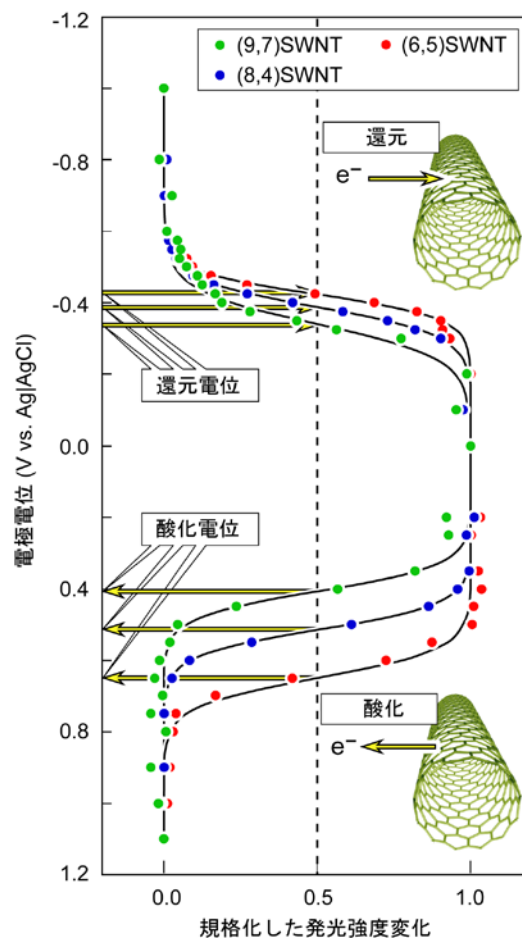 (9,7)SWNT
(6,5)SWNT
(8,4)SWNT
-1.2
-0.8
-0.4
0.0
0.4
0.8
1.2
電極電位 (V vs. Ag|AgCl)
還元
e⁻
還元電位
酸化電位
酸化
e⁻
0.0
0.5
1.0
規格化した発光強度変化